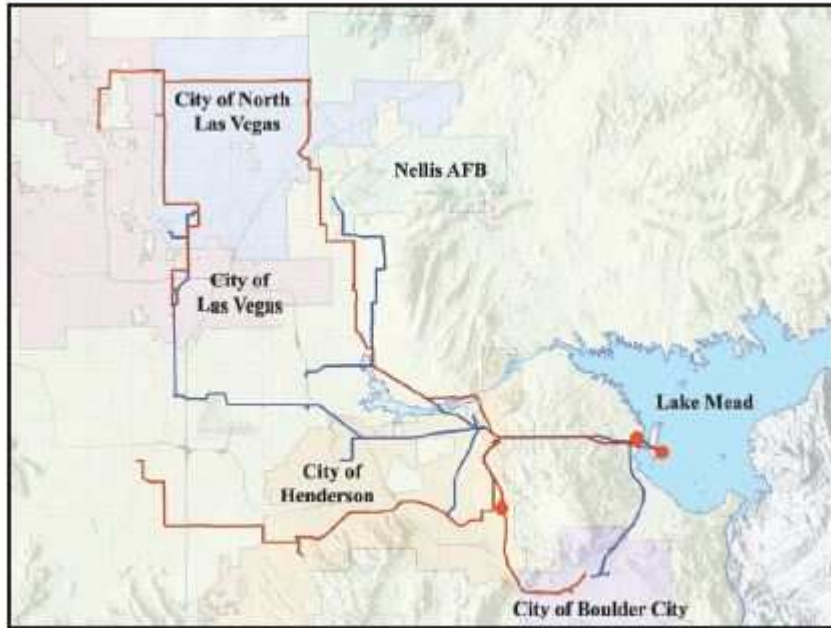 City of North
Las Vegas
Nellis AFB
City of
Las Vegas
Lake Mead
City of
Henderson
City of Boulder City